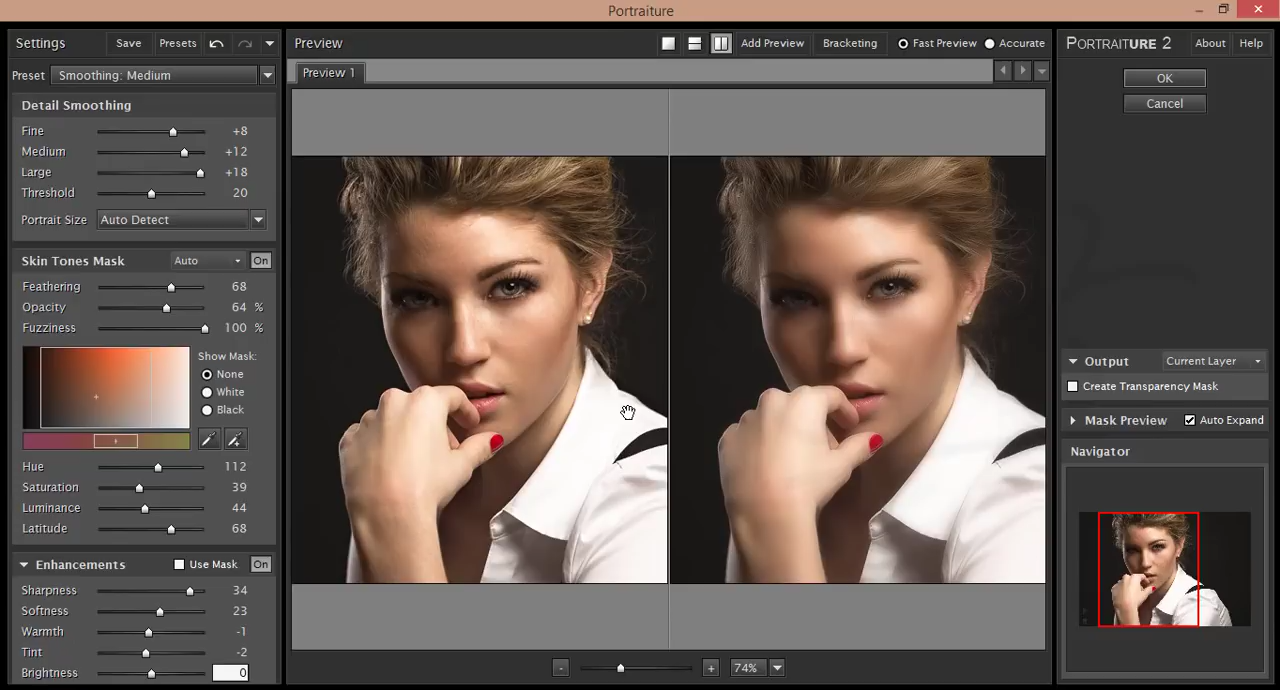 Portraiture
Settings Save Presets
Preset Smoothing: Medium
Detail Smoothing
Fine +8
Medium +12
Large +18
Threshold 20
Portrait Size Auto Detect
Skin Tones Mask Auto On
Feathering 68
Opacity 64 %
Fuzziness 100 %
Show Mask:
None
White
Black
Hue 112
Saturation 39
Luminance 44
Latitude 68
Enhancements Use Mask On
Sharpness 34
Softness 23
Warmth -1
Tint -2
Brightness 0
Preview Add Preview Bracketing Fast Preview Accurate
Preview 1
- + 74%
PORTRAITURE 2 About Help
OK
Cancel
Output Current Layer
Create Transparency Mask
Mask Preview Auto Expand
Navigator